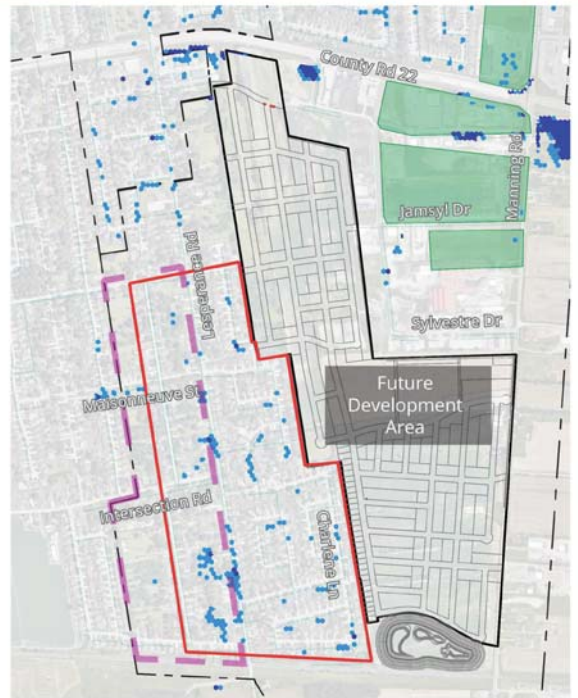 County Rd 22
Manning Rd
Jamsyl Dr
Lesperance Rd
Sylvestre Dr
Future
Development
Area
Maisonneuve St
Intersection Rd
Charlene Ln